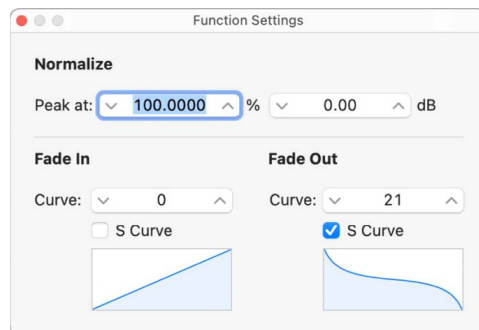 Function Settings
Normalize
Peak at: 100.0000 % 0.00 dB
Fade In Fade Out
Curve: 0 Curve: 21
S Curve S Curve